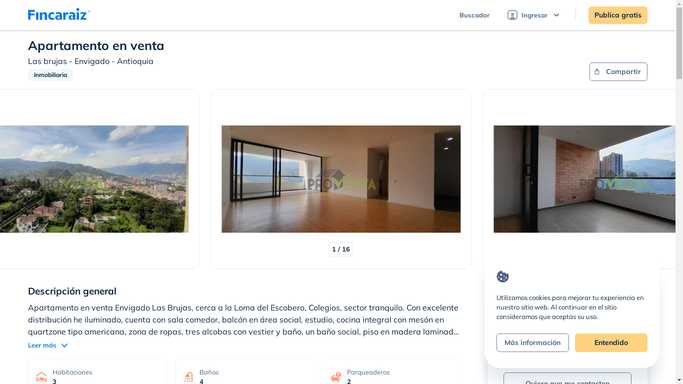 Fincaraiz
Buscador
Ingresar
Publica gratis
Apartamento en venta
Las brujas - Envigado - Antioquia
Inmobiliaria
Compartir
PROVENTA
1 / 16
Descripción general
Apartamento en venta Envigado Las Brujas, cerca a la Loma del Escobero, Colegios, sector tranquilo. Con excelente
distribución he iluminado, cuenta con sala comedor, balcón en área social, estudio, cocina integral con mesón en
quartzone tipo americana, zona de ropas, tres alcobas con vestier y baño, un baño social, piso en madera laminad...
Leer más
Habitaciones
3
Baños
4
Parqueaderos
2
Utilizamos cookies para mejorar tu experiencia en
nuestro sitio web. Al continuar en el sitio
consideramos que aceptas su uso.
Más información
Entendido
Quiero que me contacten